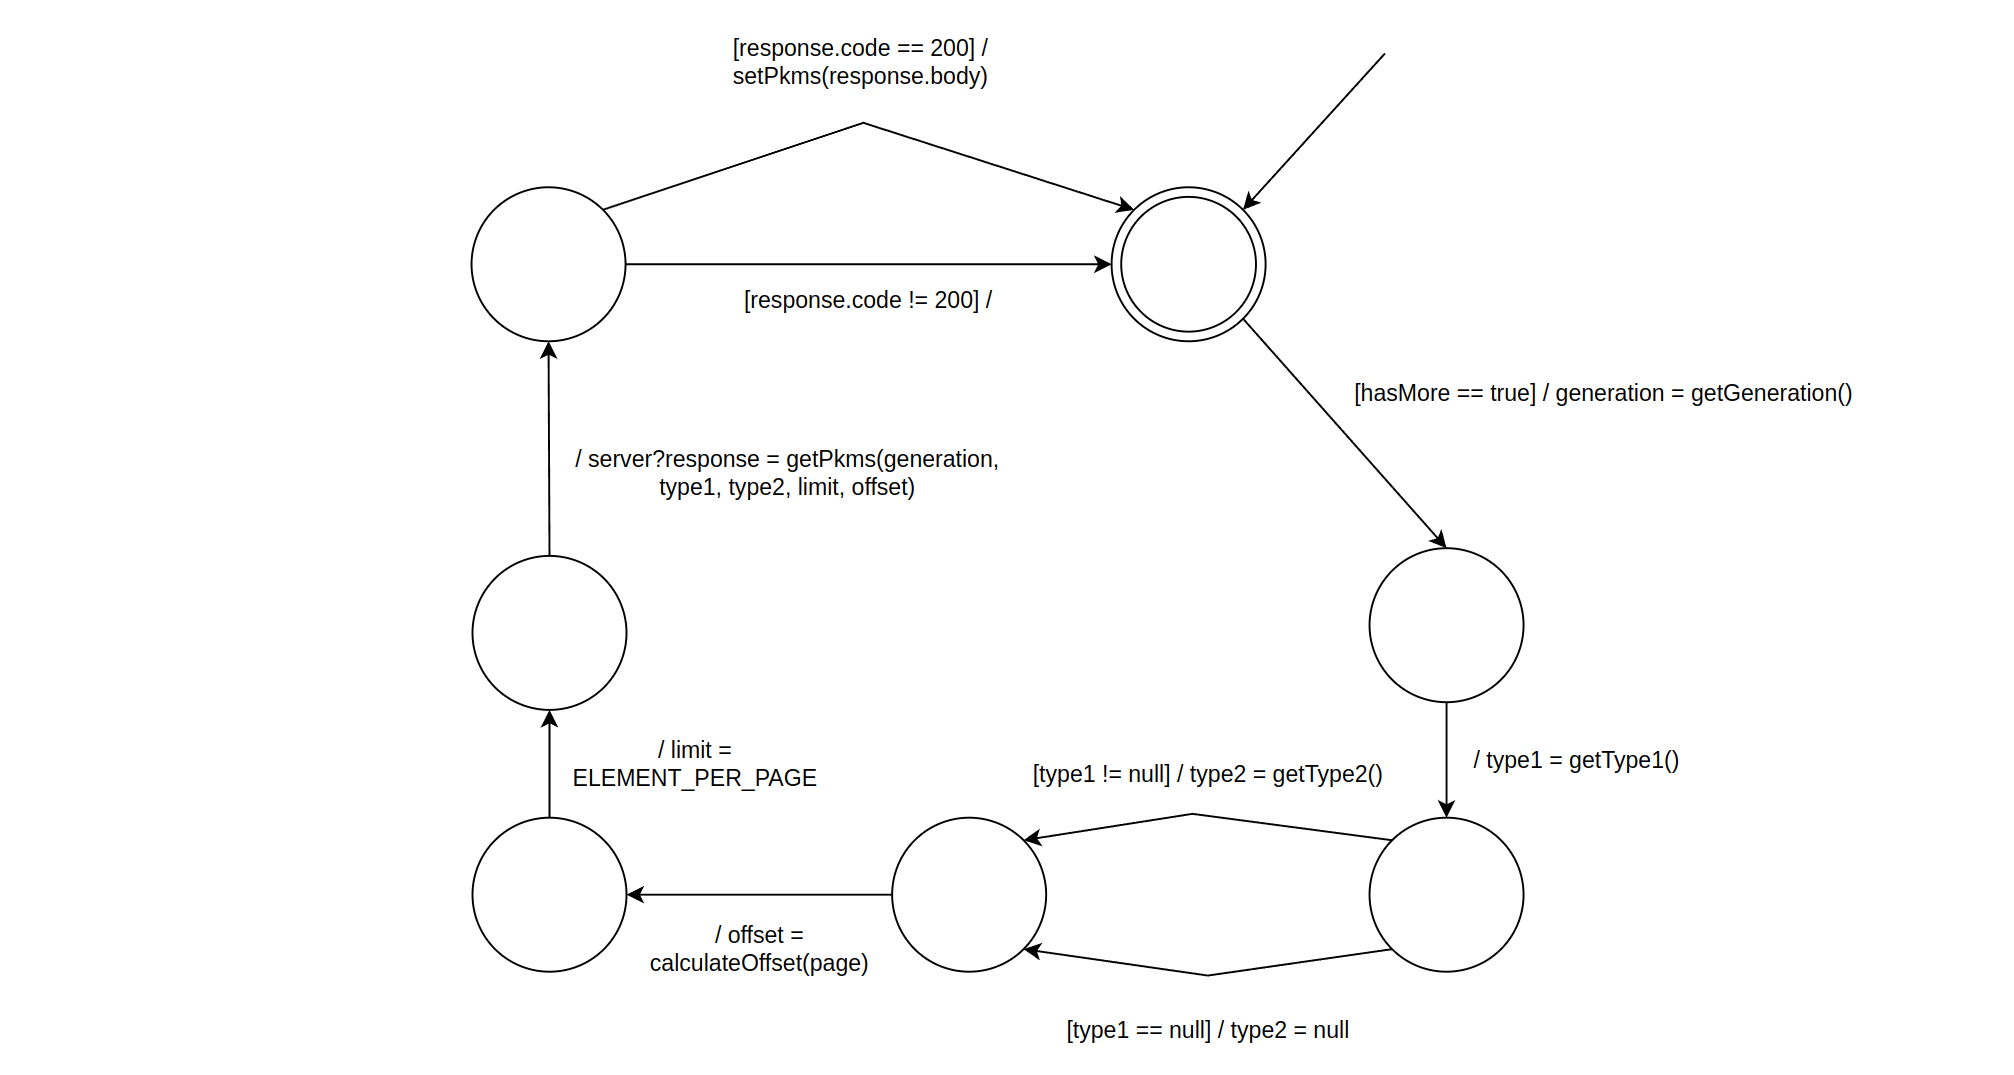 [response.code == 200] /
setPkms(response.body)
[response.code != 200] /
[hasMore == true] / generation = getGeneration()
/ server?response = getPkms(generation,
type1, type2, limit, offset)
/ limit =
ELEMENT_PER_PAGE
[type1 != null] / type2 = getType2()
/ type1 = getType1()
/ offset =
calculateOffset(page)
[type1 == null] / type2 = null